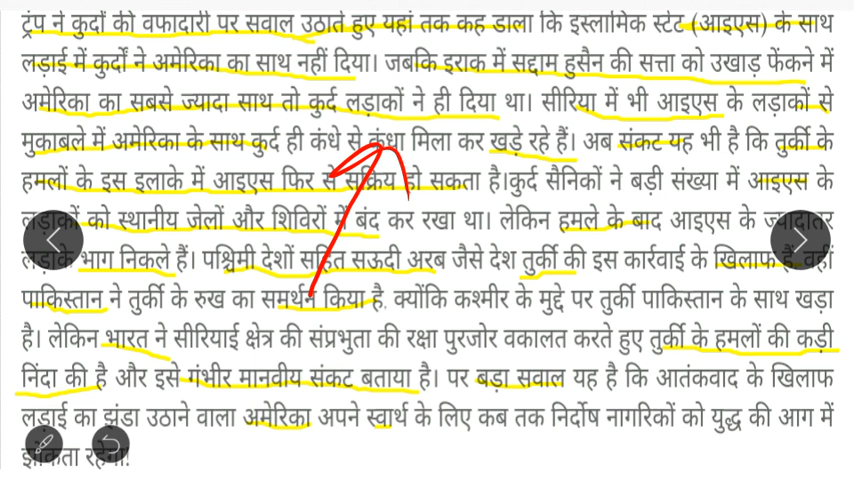 ट्रंप ने कुर्दों की वफादारी पर सवाल उठाते हुए यहां तक कह डाला कि इस्लामिक स्टेट (आइएस) के साथ
लड़ाई में कुर्दों ने अमेरिका का साथ नहीं दिया। जबकि इराक में सद्दाम हुसैन की सत्ता को उखाड़ फेंकने में
अमेरिका का सबसे ज्यादा साथ तो कुर्द लड़ाकों ने ही दिया था। सीरिया में भी आइएस के लड़ाकों से
मुकाबले में अमेरिका के साथ कुर्द ही कंधे से कंधा मिला कर खड़े रहे हैं। अब संकट यह भी है कि तुर्की के
हमलों के इस इलाके में आइएस फिर से सक्रिय हो सकता है।कुर्द सैनिकों ने बड़ी संख्या में आइएस के
लड़ाकों को स्थानीय जेलों और शिविरों में बंद कर रखा था। लेकिन हमले के बाद आइएस के ज्यादातर
लड़ाके भाग निकले हैं। पश्चिमी देशों सहित सऊदी अरब जैसे देश तुर्की की इस कार्रवाई के खिलाफ हैं, वहीं
पाकिस्तान ने तुर्की के रुख का समर्थन किया है, क्योंकि कश्मीर के मुद्दे पर तुर्की पाकिस्तान के साथ खड़ा
है। लेकिन भारत ने सीरियाई क्षेत्र की संप्रभुता की रक्षा पुरजोर वकालत करते हुए तुर्की के हमलों की कड़ी
निंदा की है और इसे गंभीर मानवीय संकट बताया है। पर बड़ा सवाल यह है कि आतंकवाद के खिलाफ
लड़ाई का झंडा उठाने वाला अमेरिका अपने स्वार्थ के लिए कब तक निर्दोष नागरिकों को युद्ध की आग में
झोंकता रहेगा!